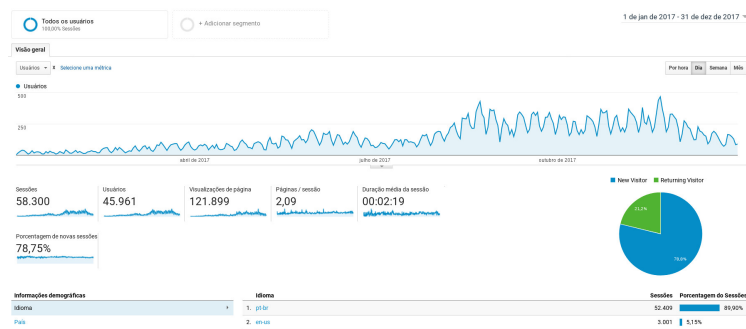 Todos os usuários
100,00% Sessões
+ Adicionar segmento
1 de jan de 2017 - 31 de dez de 2017
Visão geral
Usuários
Selecione uma métrica
Por hora Dia Semana Mês
Usuários
500
250
abril de 2017
julho de 2017
outubro de 2017
New Visitor Returning Visitor
Sessões
58.300
Usuários
45.961
Visualizações de página
121.899
Páginas / sessão
2,09
Duração média da sessão
00:02:19
Porcentagem de novas sessões
78,75%
21,2%
78,8%
Informações demográficas
Idioma
País
Idioma Sessões Porcentagem do Sessões
1. pt-br 52.409 89,90%
2. en-us 3.001 5,15%